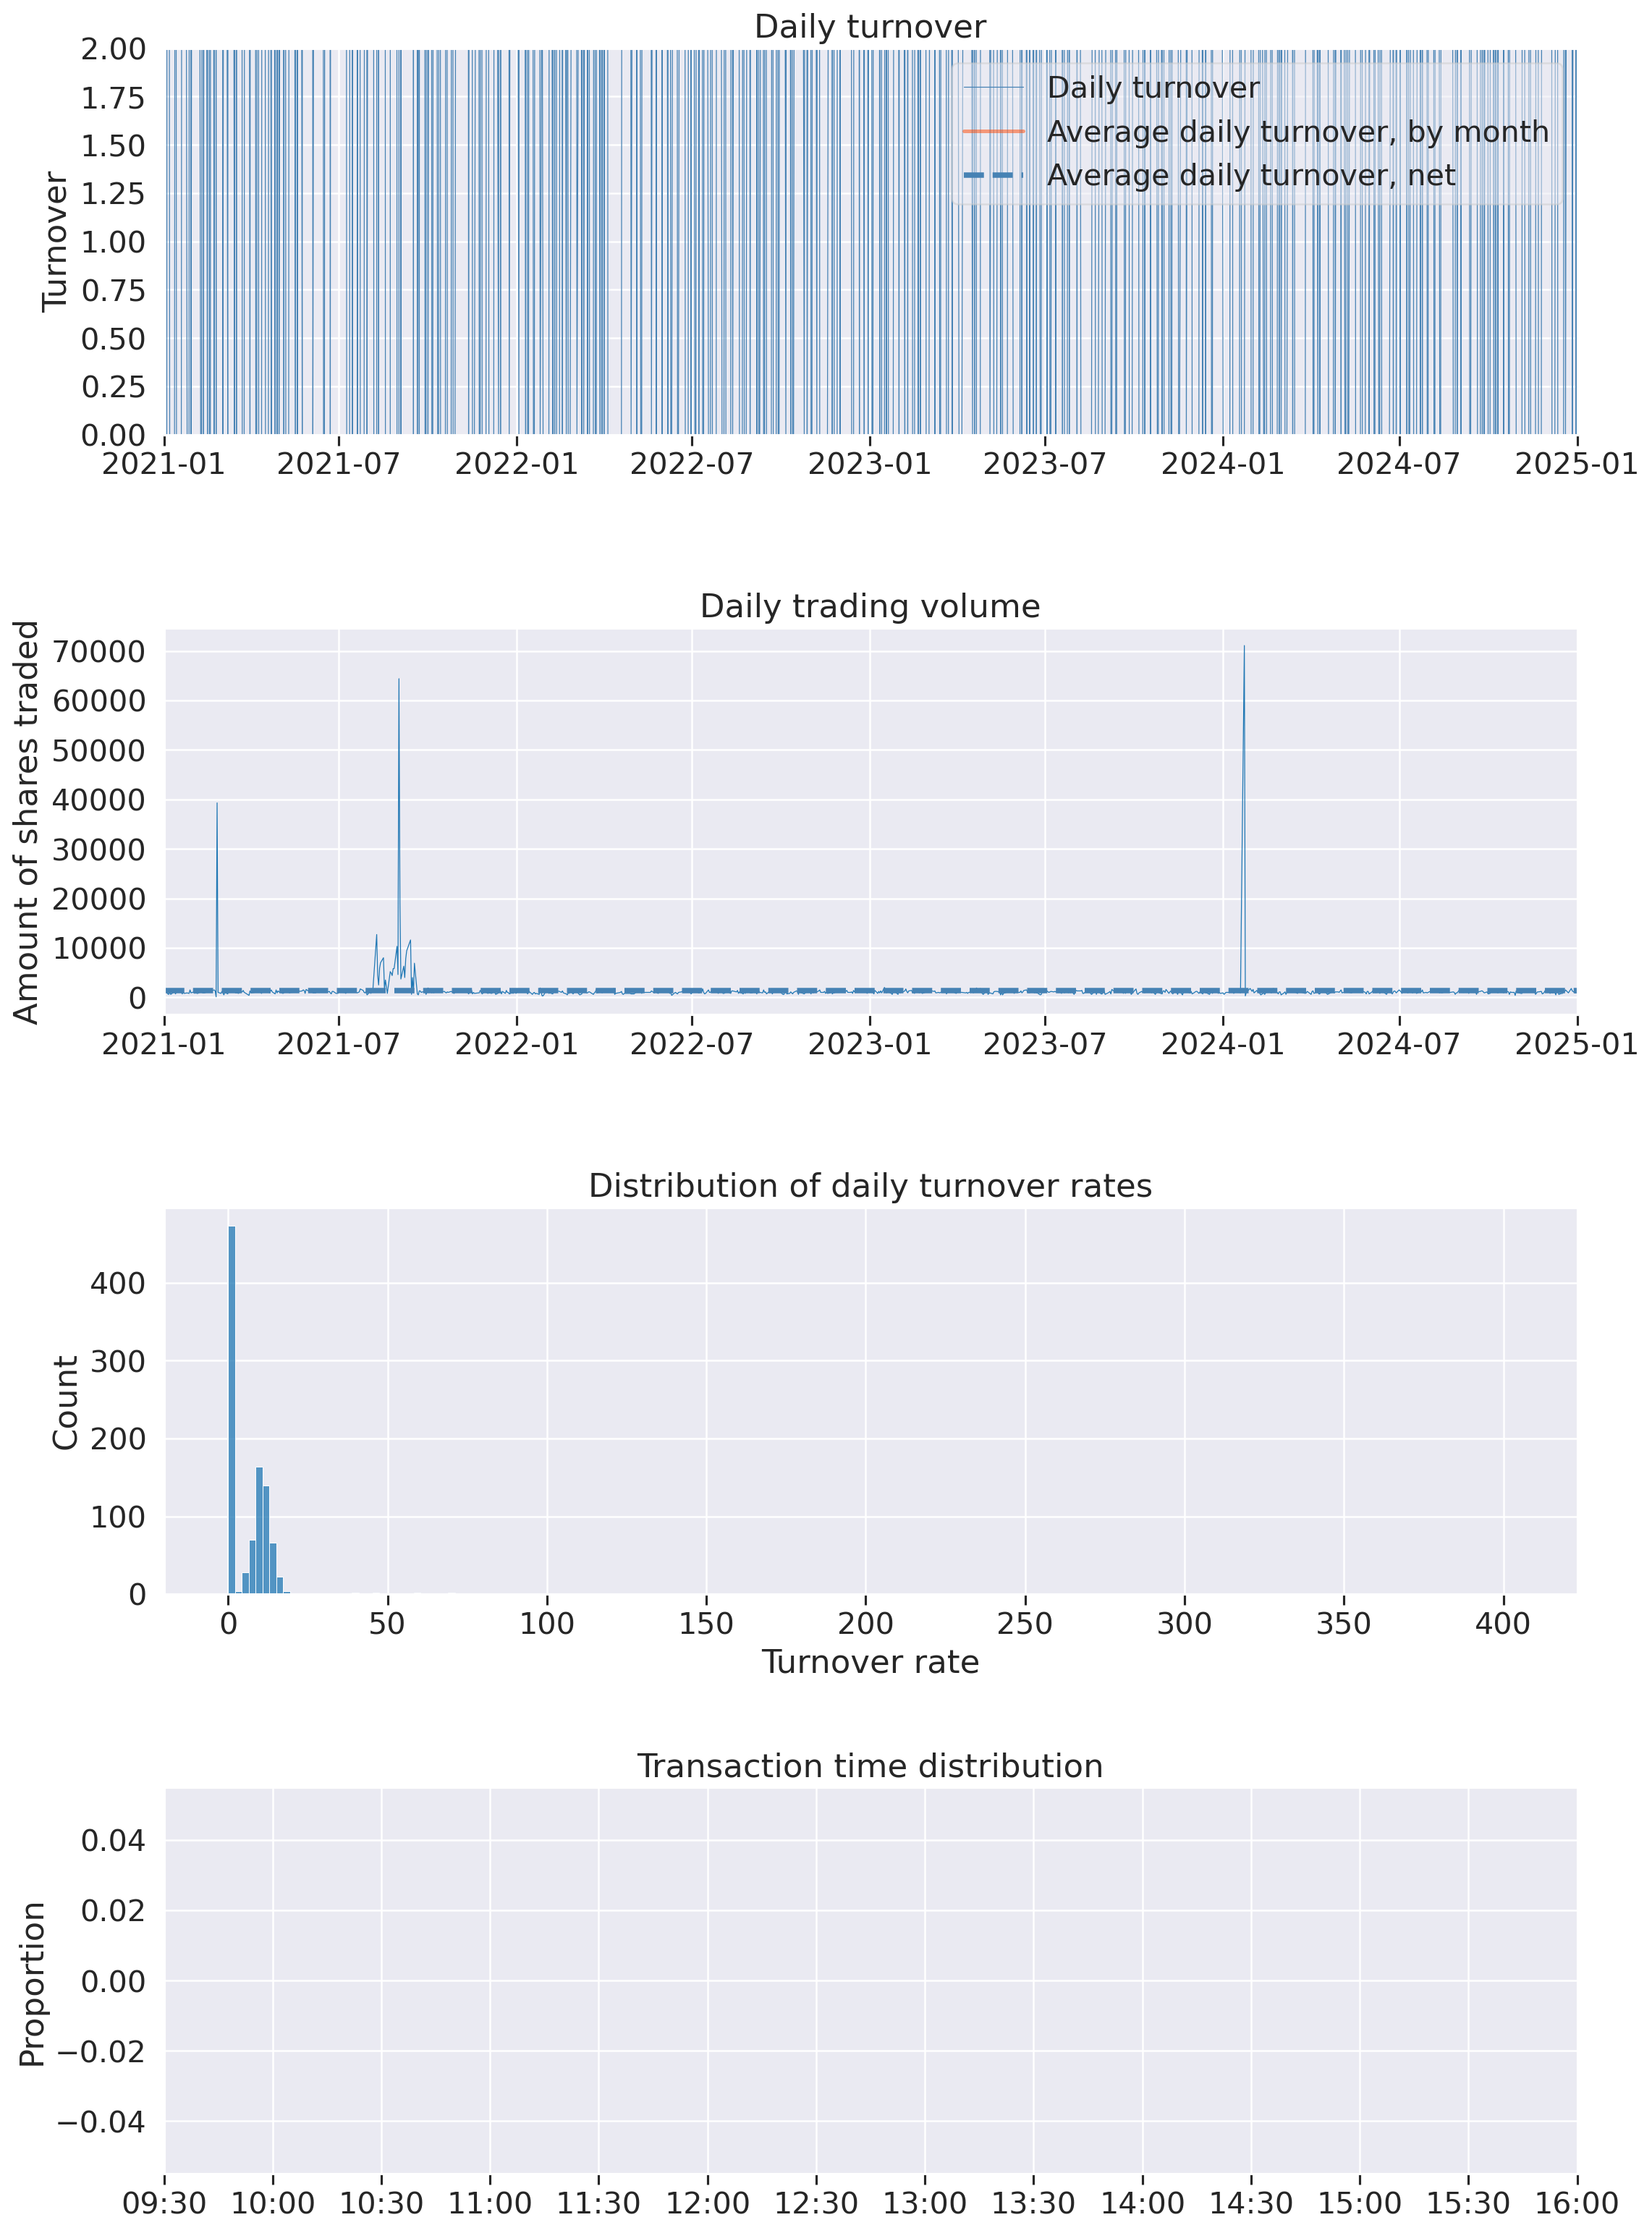 Daily turnover
2.00
1.75
1.50
1.25
1.00
0.75
0.50
0.25
0.00
Turnover
Daily turnover
Average daily turnover, by month
Average daily turnover, net
2021-01 2021-07 2022-01 2022-07 2023-01 2023-07 2024-01 2024-07 2025-01
Daily trading volume
70000
60000
50000
40000
30000
20000
10000
0
Amount of shares traded
2021-01 2021-07 2022-01 2022-07 2023-01 2023-07 2024-01 2024-07 2025-01
Distribution of daily turnover rates
400
300
200
100
0
Count
0 50 100 150 200 250 300 350 400
Turnover rate
Transaction time distribution
0.04
0.02
0.00
−0.02
−0.04
Proportion
09:30 10:00 10:30 11:00 11:30 12:00 12:30 13:00 13:30 14:00 14:30 15:00 15:30 16:00